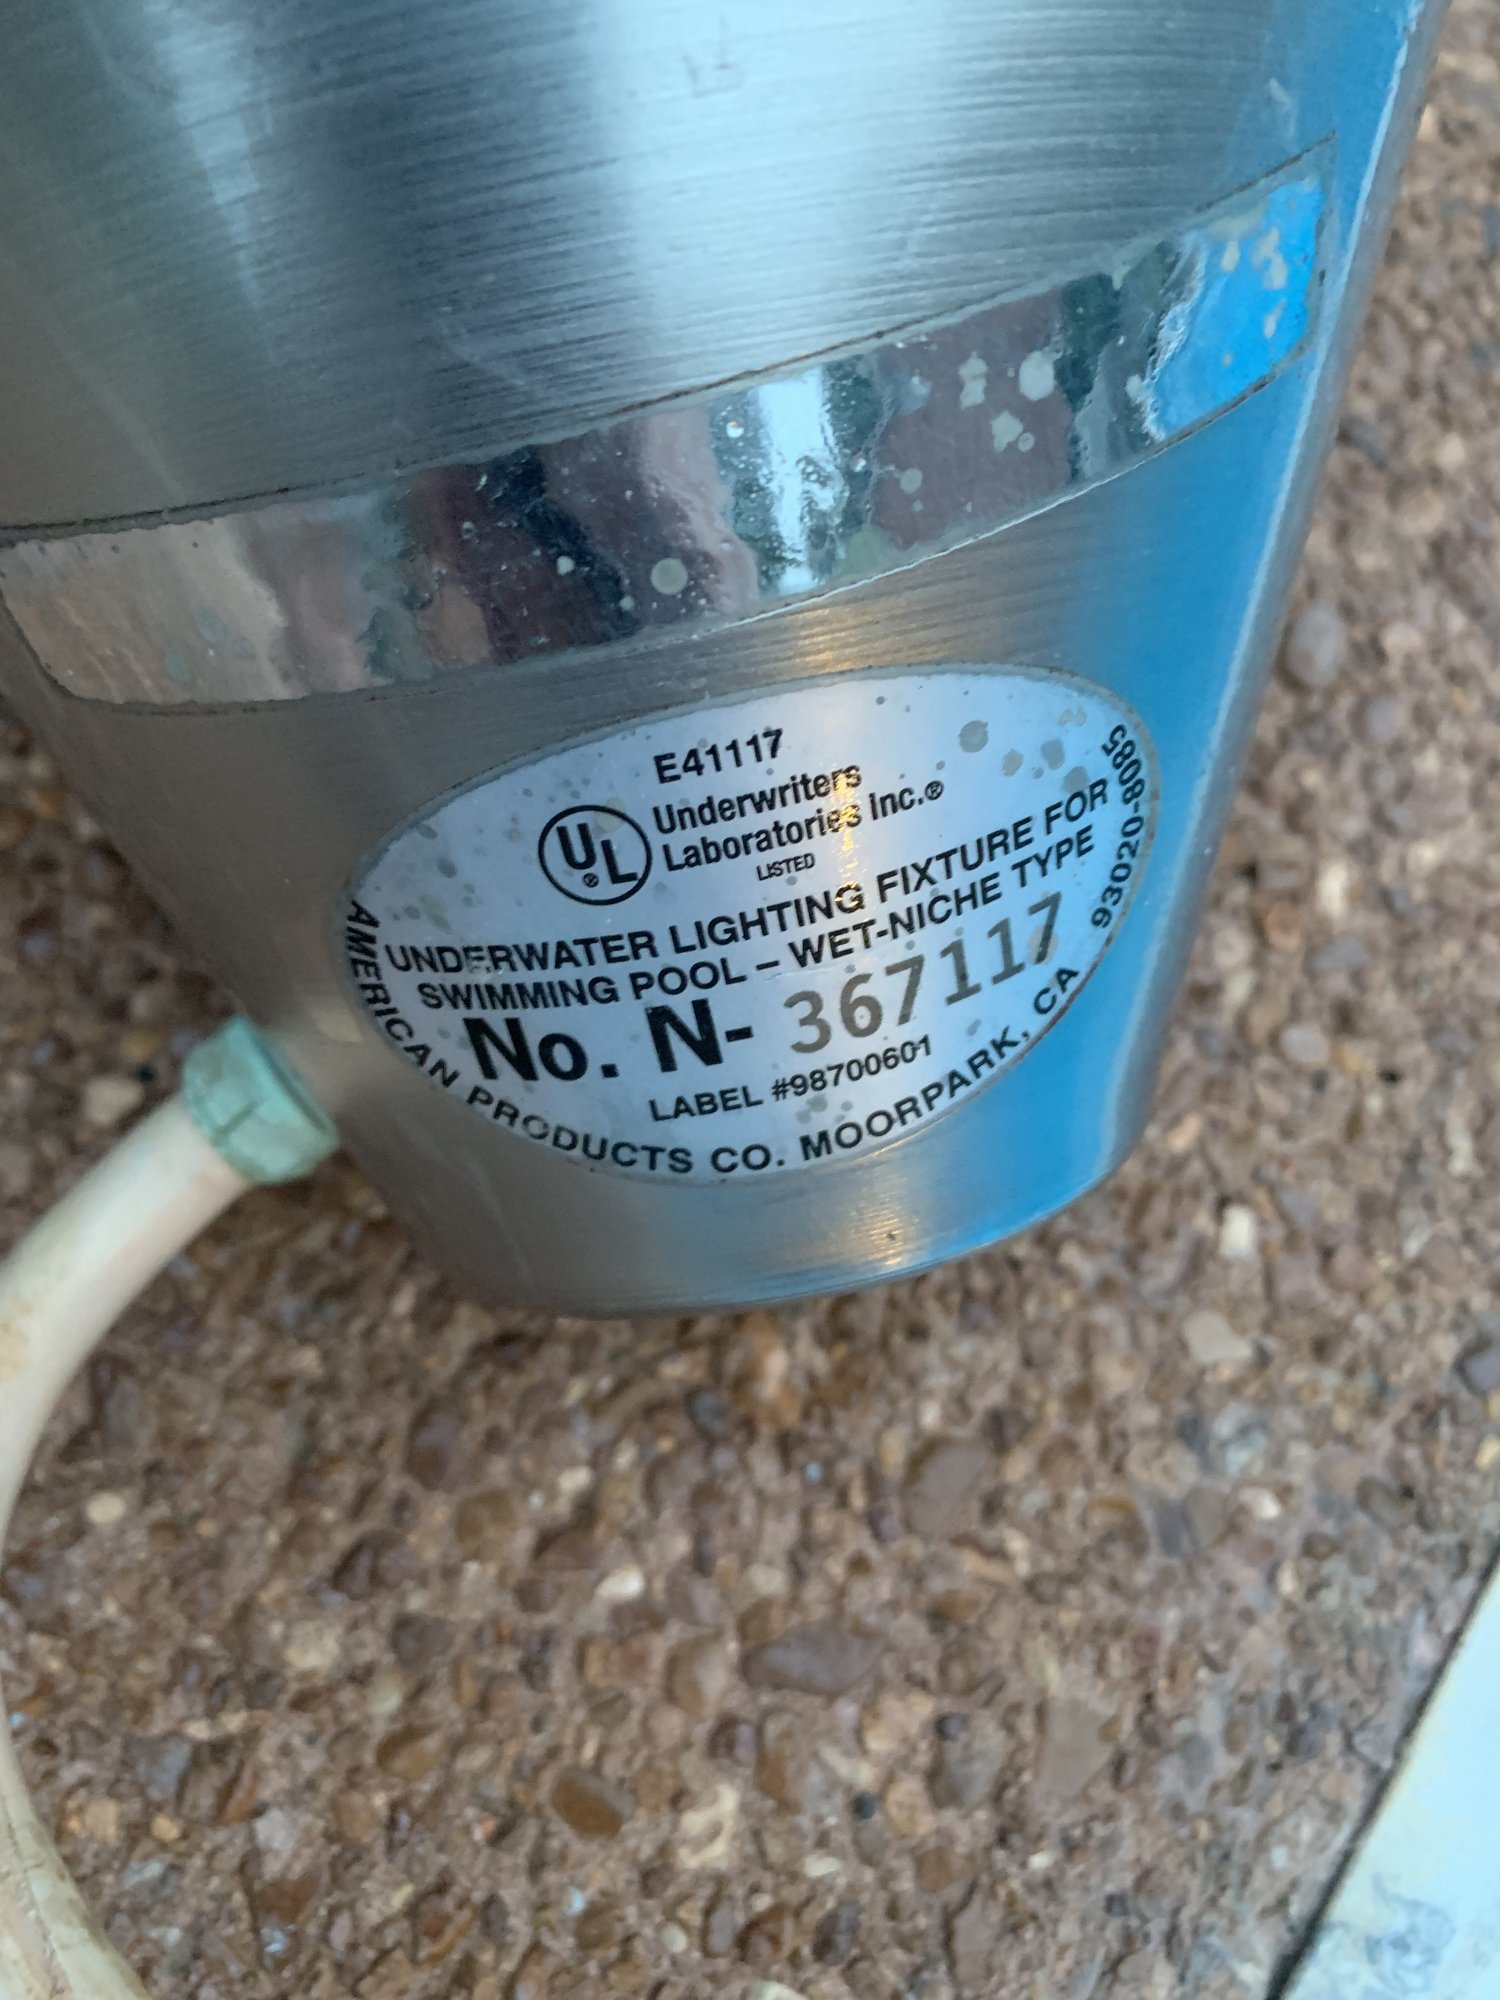 E41117
UL®
Underwriters
Laboratories Inc.®
LISTED
UNDERWATER LIGHTING FIXTURE FOR
SWIMMING POOL – WET-NICHE TYPE
No. N- 367117
LABEL #98700601
AMERICAN PRODUCTS CO. MOORPARK, CA 93020-8085